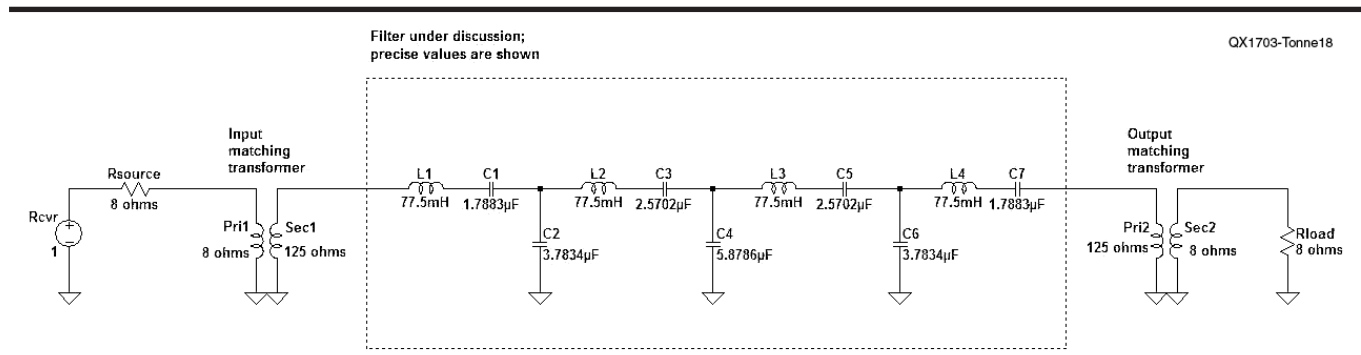 Filter under discussion;
precise values are shown
QX1703-Tonne18
Input
matching
transformer
Output
matching
transformer
Rsource
8 ohms
Rcvr
1
Pri1
8 ohms
Sec1
125 ohms
L1
77.5mH
C1
1.7883µF
C2
3.7834µF
L2
77.5mH
C3
2.5702µF
C4
5.8786µF
L3
77.5mH
C5
2.5702µF
C6
3.7834µF
L4
77.5mH
C7
1.7883µF
Pri2
125 ohms
Sec2
8 ohms
Rload
8 ohms